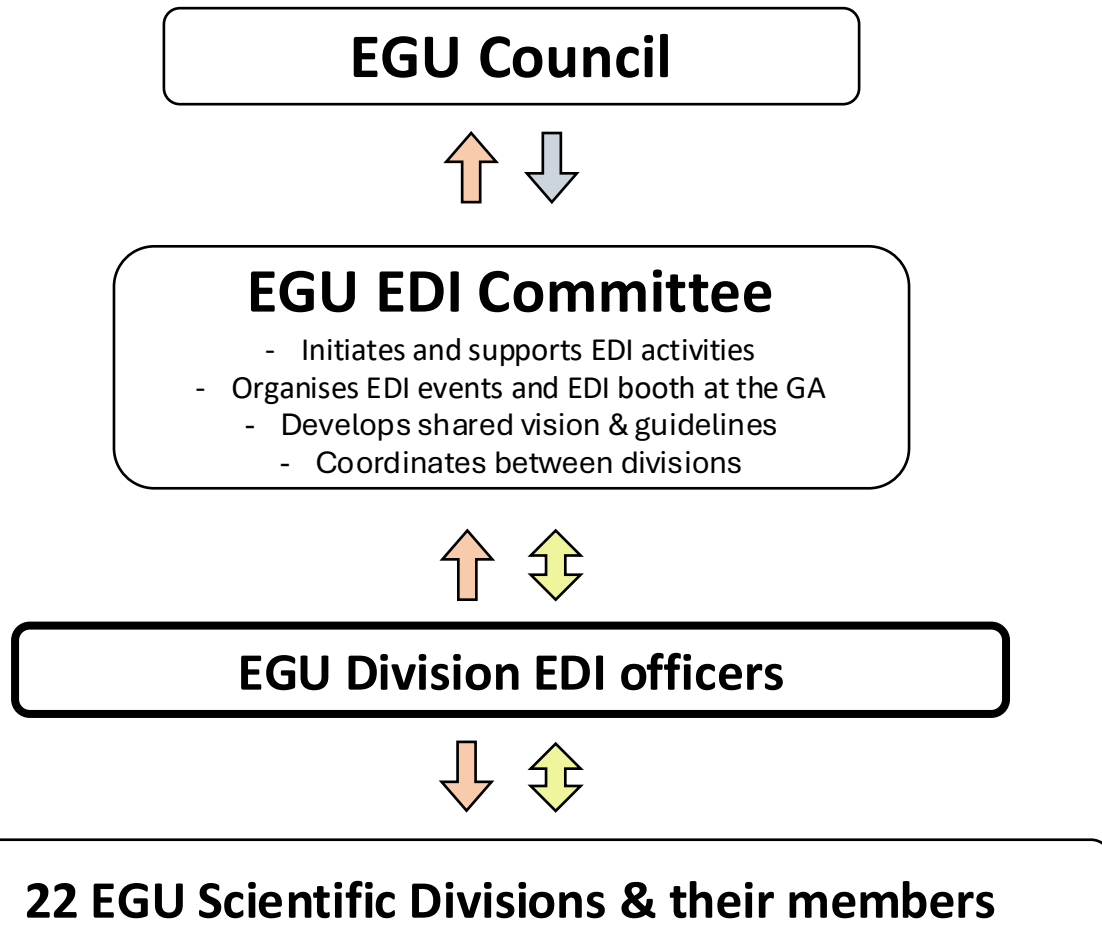 EGU Council
EGU EDI Committee
- Initiates and supports EDI activities
- Organises EDI events and EDI booth at the GA
- Develops shared vision & guidelines
- Coordinates between divisions
EGU Division EDI officers
22 EGU Scientific Divisions & their members